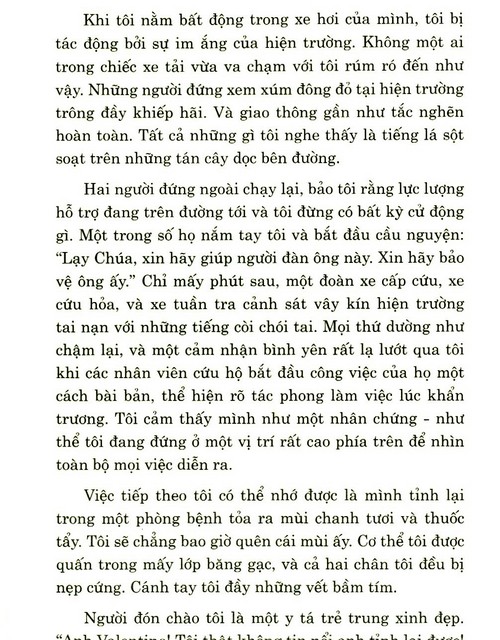 Khi tôi nằm bất động trong xe hơi của mình, tôi bị
tác động bởi sự im ắng của hiện trường. Không một ai
trong chiếc xe tải vừa va chạm với tôi rúm ró đến như
vậy. Những người đứng xem xúm đông đỏ tại hiện trường
trông đầy khiếp hãi. Và giao thông gần như tắc nghẽn
hoàn toàn. Tất cả những gì tôi nghe thấy là tiếng lá sột
soạt trên những tán cây dọc bên đường.
Hai người đứng ngoài chạy lại, bảo tôi rằng lực lượng
hỗ trợ đang trên đường tới và tôi đừng có bất kỳ cử động
gì. Một trong số họ nắm tay tôi và bắt đầu cầu nguyện:
“Lạy Chúa, xin hãy giúp người đàn ông này. Xin hãy bảo
vệ ông ấy.” Chỉ mấy phút sau, một đoàn xe cấp cứu, xe
cứu hỏa, và xe tuần tra cảnh sát vây kín hiện trường
tai nạn với những tiếng còi chói tai. Mọi thứ dường như
chậm lại, và một cảm nhận bình yên rất lạ lướt qua tôi
khi các nhân viên cứu hộ bắt đầu công việc của họ một
cách bài bản, thể hiện rõ tác phong làm việc lúc khẩn
trương. Tôi cảm thấy mình như một nhân chứng - như
thể tôi đang đứng ở một vị trí rất cao phía trên để nhìn
toàn bộ mọi việc diễn ra.
Việc tiếp theo tôi có thể nhớ được là mình tỉnh lại
trong một phòng bệnh tỏa ra mùi chanh tươi và thuốc
tẩy. Tôi sẽ chẳng bao giờ quên cái mùi ấy. Cơ thể tôi được
quấn trong mấy lớp băng gạc, và cả hai chân tôi đều bị
nẹp cứng. Cánh tay tôi đầy những vết bầm tím.
Người đón chào tôi là một y tá trẻ trung xinh đẹp.
“Anh Valentine! Tôi thật không tin nổi anh tỉnh lại được!